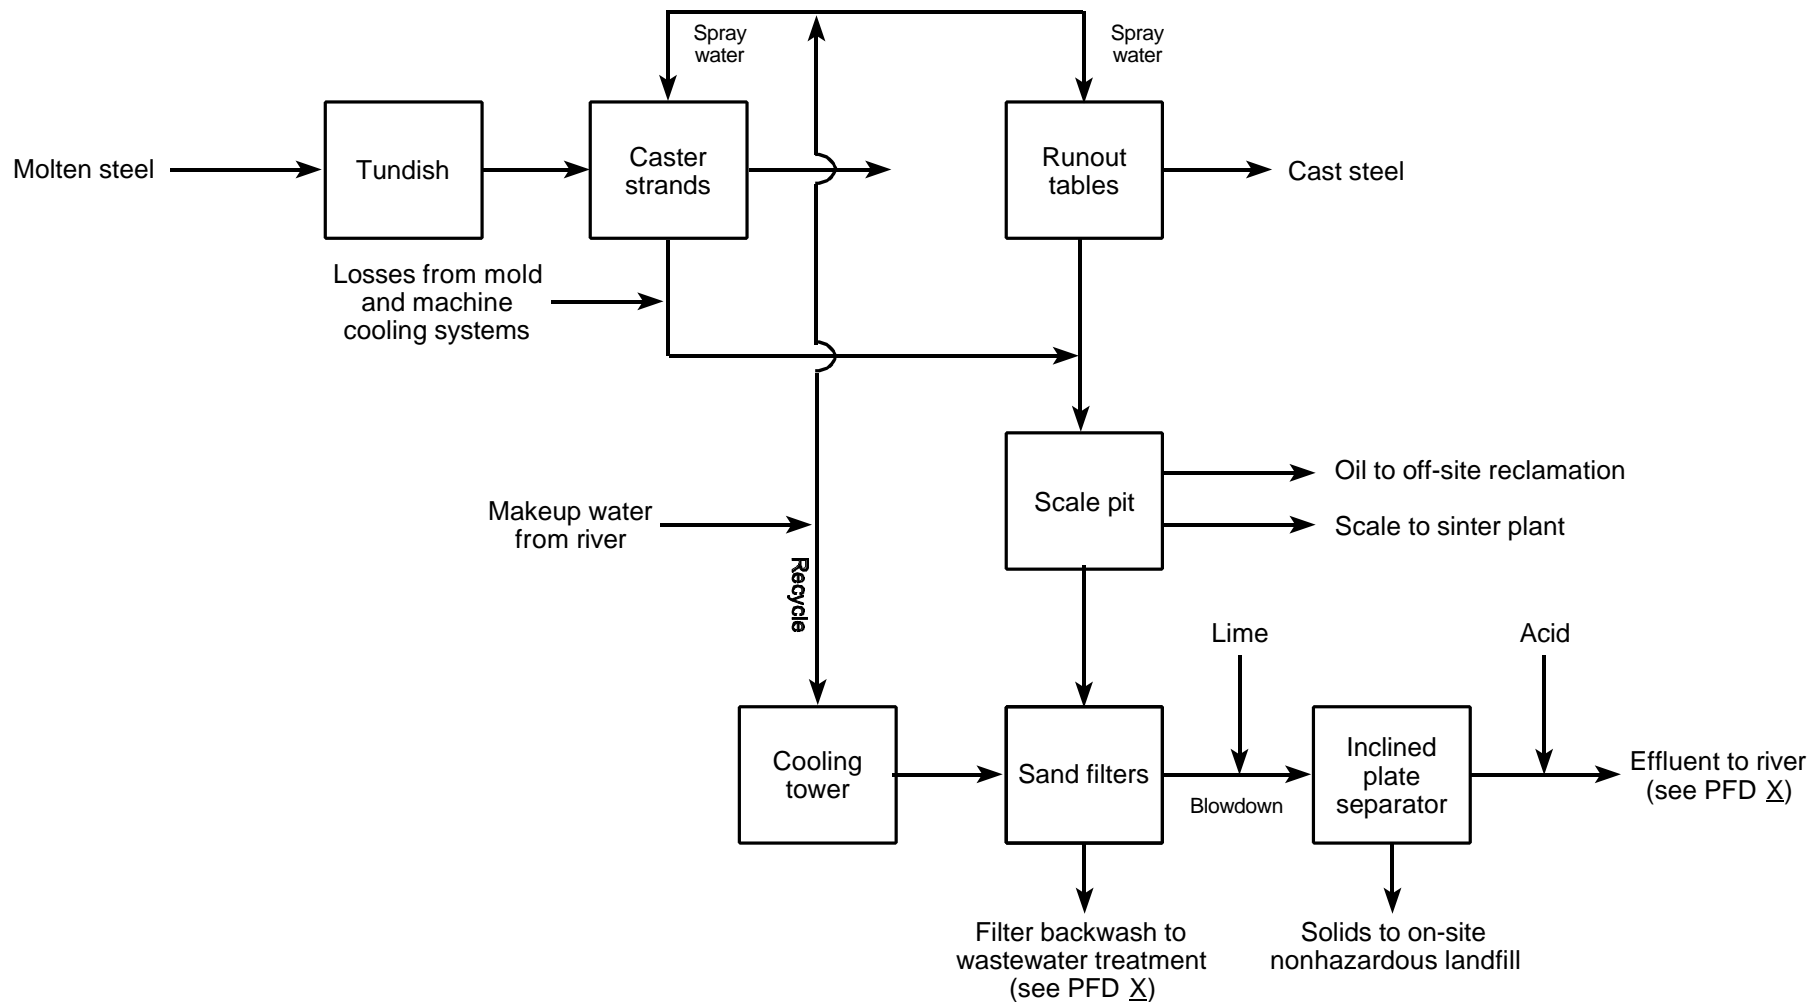 Spray
water
Spray
water
Molten steel
Tundish
Caster
strands
Runout
tables
Cast steel
Losses from mold
and machine
cooling systems
Scale pit
Oil to off-site reclamation
Scale to sinter plant
Makeup water
from river
Recycle
Lime
Acid
Cooling
tower
Sand filters
Blowdown
Inclined
plate
separator
Effluent to river
(see PFD X)
Filter backwash to
wastewater treatment
(see PFD X)
Solids to on-site
nonhazardous landfill